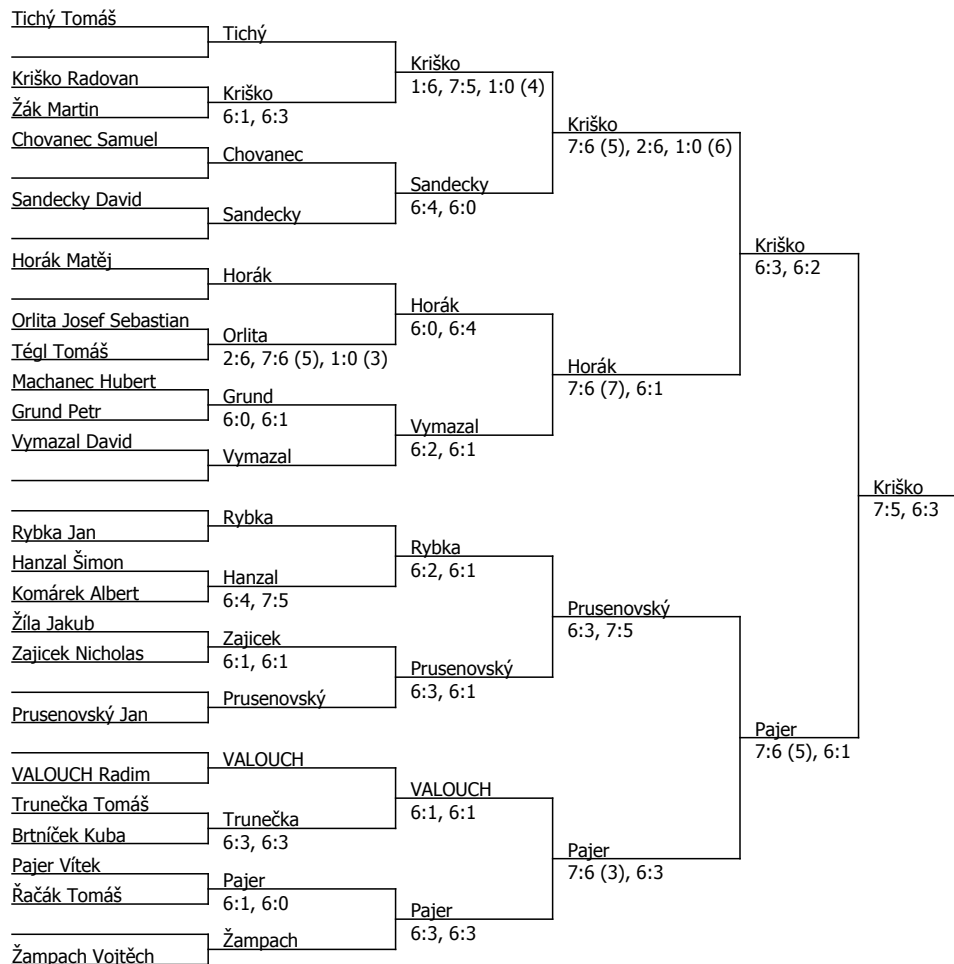 Tichý Tomáš
Kriško Radovan
Žák Martin
Chovanec Samuel
Sandecky David
Horák Matěj
Orlita Josef Sebastian
Tégl Tomáš
Machanec Hubert
Grund Petr
Vymazal David
Rybka Jan
Hanzal Šimon
Komárek Albert
Žíla Jakub
Zajicek Nicholas
Prusenovský Jan
VALOUCH Radim
Trunečka Tomáš
Brtníček Kuba
Pajer Vítek
Řačák Tomáš
Žampach Vojtěch
Tichý
Kriško
6:1, 6:3
Chovanec
Sandecky
Horák
Orlita
2:6, 7:6 (5), 1:0 (3)
Grund
6:0, 6:1
Vymazal
Rybka
Hanzal
6:4, 7:5
Zajicek
6:1, 6:1
Prusenovský
VALOUCH
Trunečka
6:3, 6:3
Pajer
6:1, 6:0
Žampach
Kriško
1:6, 7:5, 1:0 (4)
Sandecky
6:4, 6:0
Horák
6:0, 6:4
Vymazal
6:2, 6:1
Rybka
6:2, 6:1
Prusenovský
6:3, 6:1
VALOUCH
6:1, 6:1
Pajer
6:3, 6:3
Kriško
7:6 (5), 2:6, 1:0 (6)
Horák
7:6 (7), 6:1
Prusenovský
6:3, 7:5
Pajer
7:6 (3), 6:3
Kriško
6:3, 6:2
Pajer
7:6 (5), 6:1
Kriško
7:5, 6:3